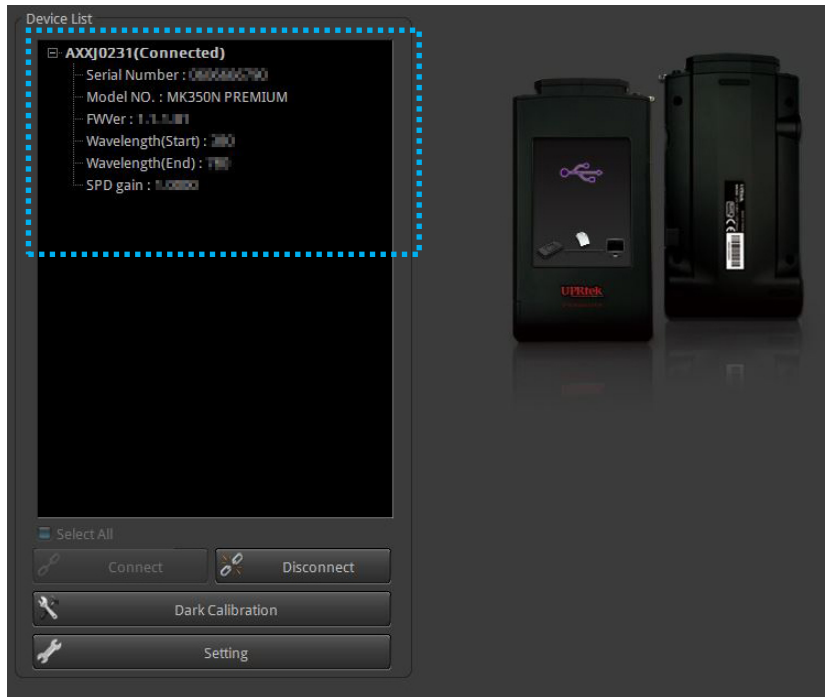 Device List
AXXJ0231(Connected)
Serial Number :
Model NO. : MK350N PREMIUM
FWVer :
Wavelength(Start) :
Wavelength(End) :
SPD gain :
Select All
Connect
Disconnect
Dark Calibration
Setting
UPRtek